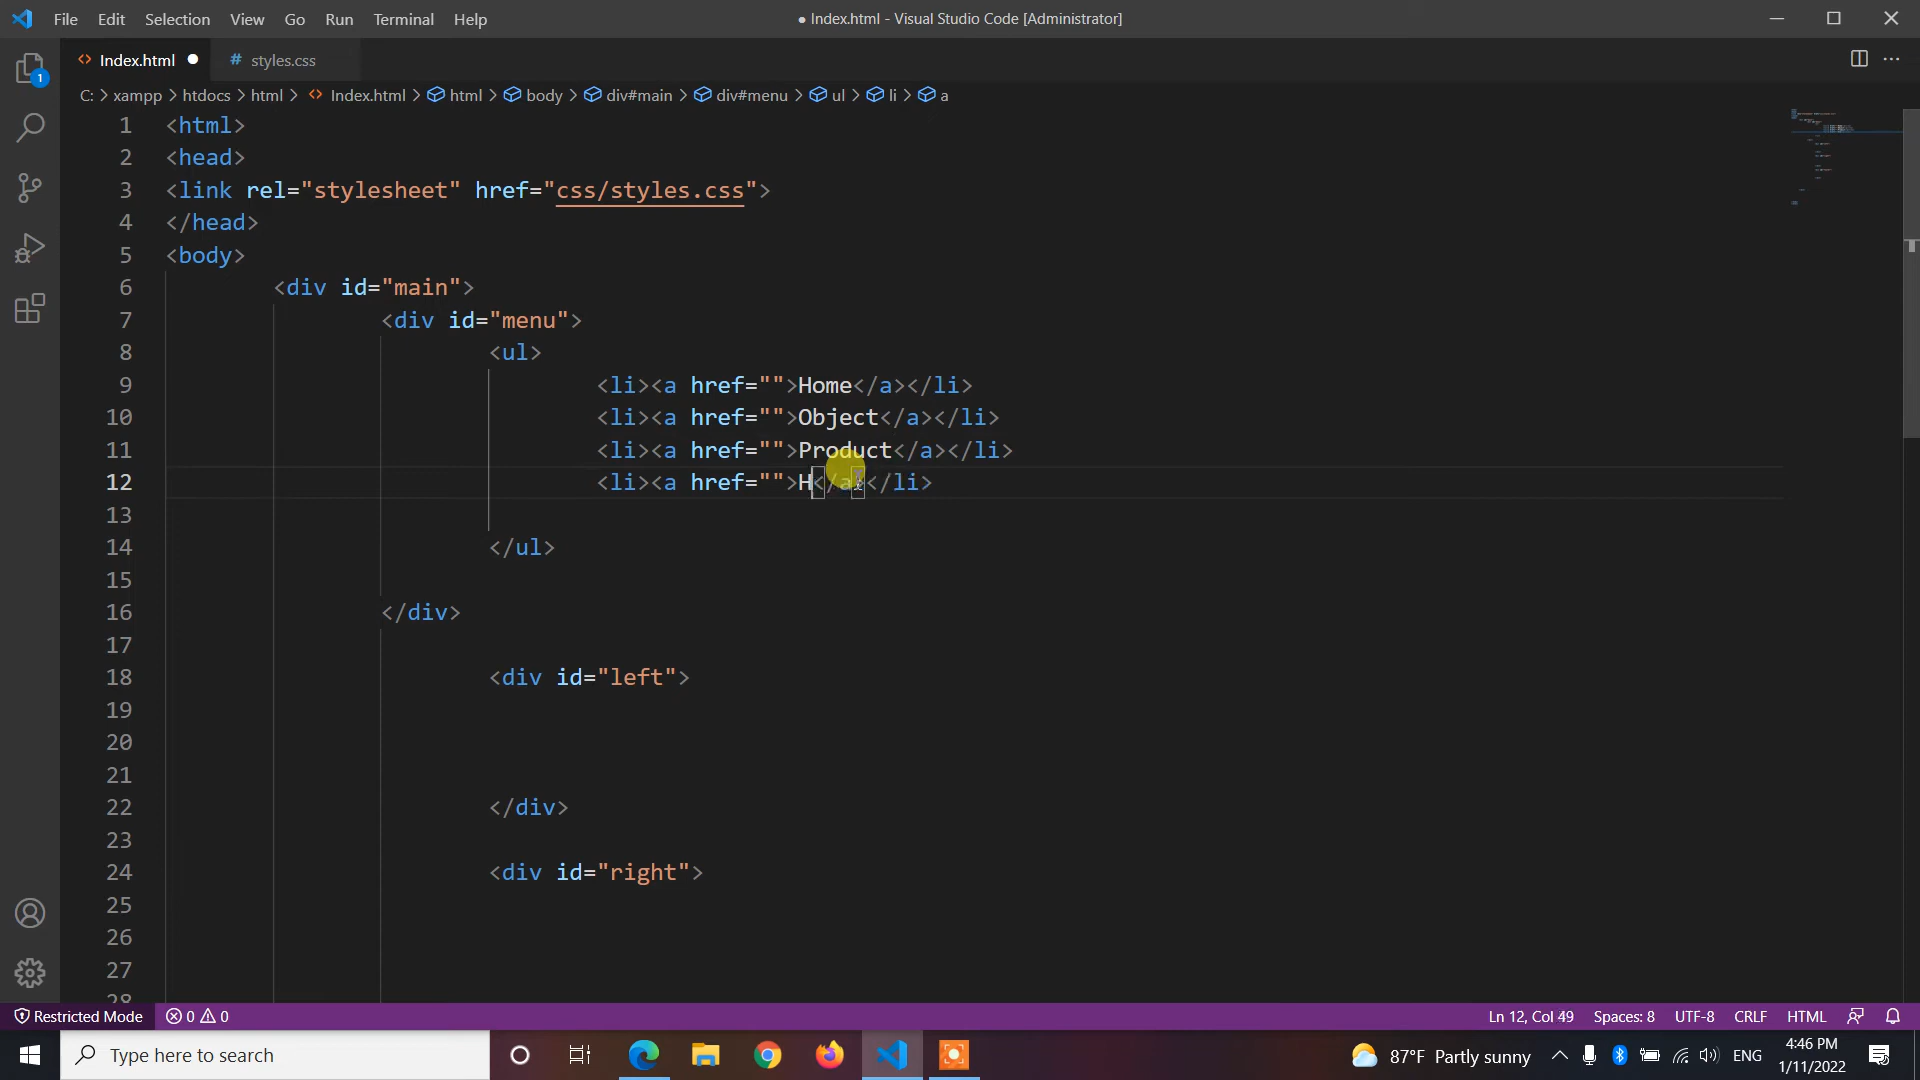 File Edit Selection View Go Run Terminal Help
● Index.html - Visual Studio Code [Administrator]
<> Index.html ●
# styles.css
C: > xampp > htdocs > html > <> Index.html > html > body > div#main > div#menu > ul > li > a
1 <html>
2 <head>
3 <link rel="stylesheet" href="css/styles.css">
4 </head>
5 <body>
6 <div id="main">
7 <div id="menu">
8 <ul>
9 <li><a href="">Home</a></li>
10 <li><a href="">Object</a></li>
11 <li><a href="">Product</a></li>
12 <li><a href="">H</a></li>
13
14 </ul>
15
16 </div>
17
18 <div id="left">
19
20
21
22 </div>
23
24 <div id="right">
25
26
27
28
1
Restricted Mode 0 0
Ln 12, Col 49 Spaces: 8 UTF-8 CRLF HTML
Type here to search
87°F Partly sunny
ENG
4:46 PM
1/11/2022